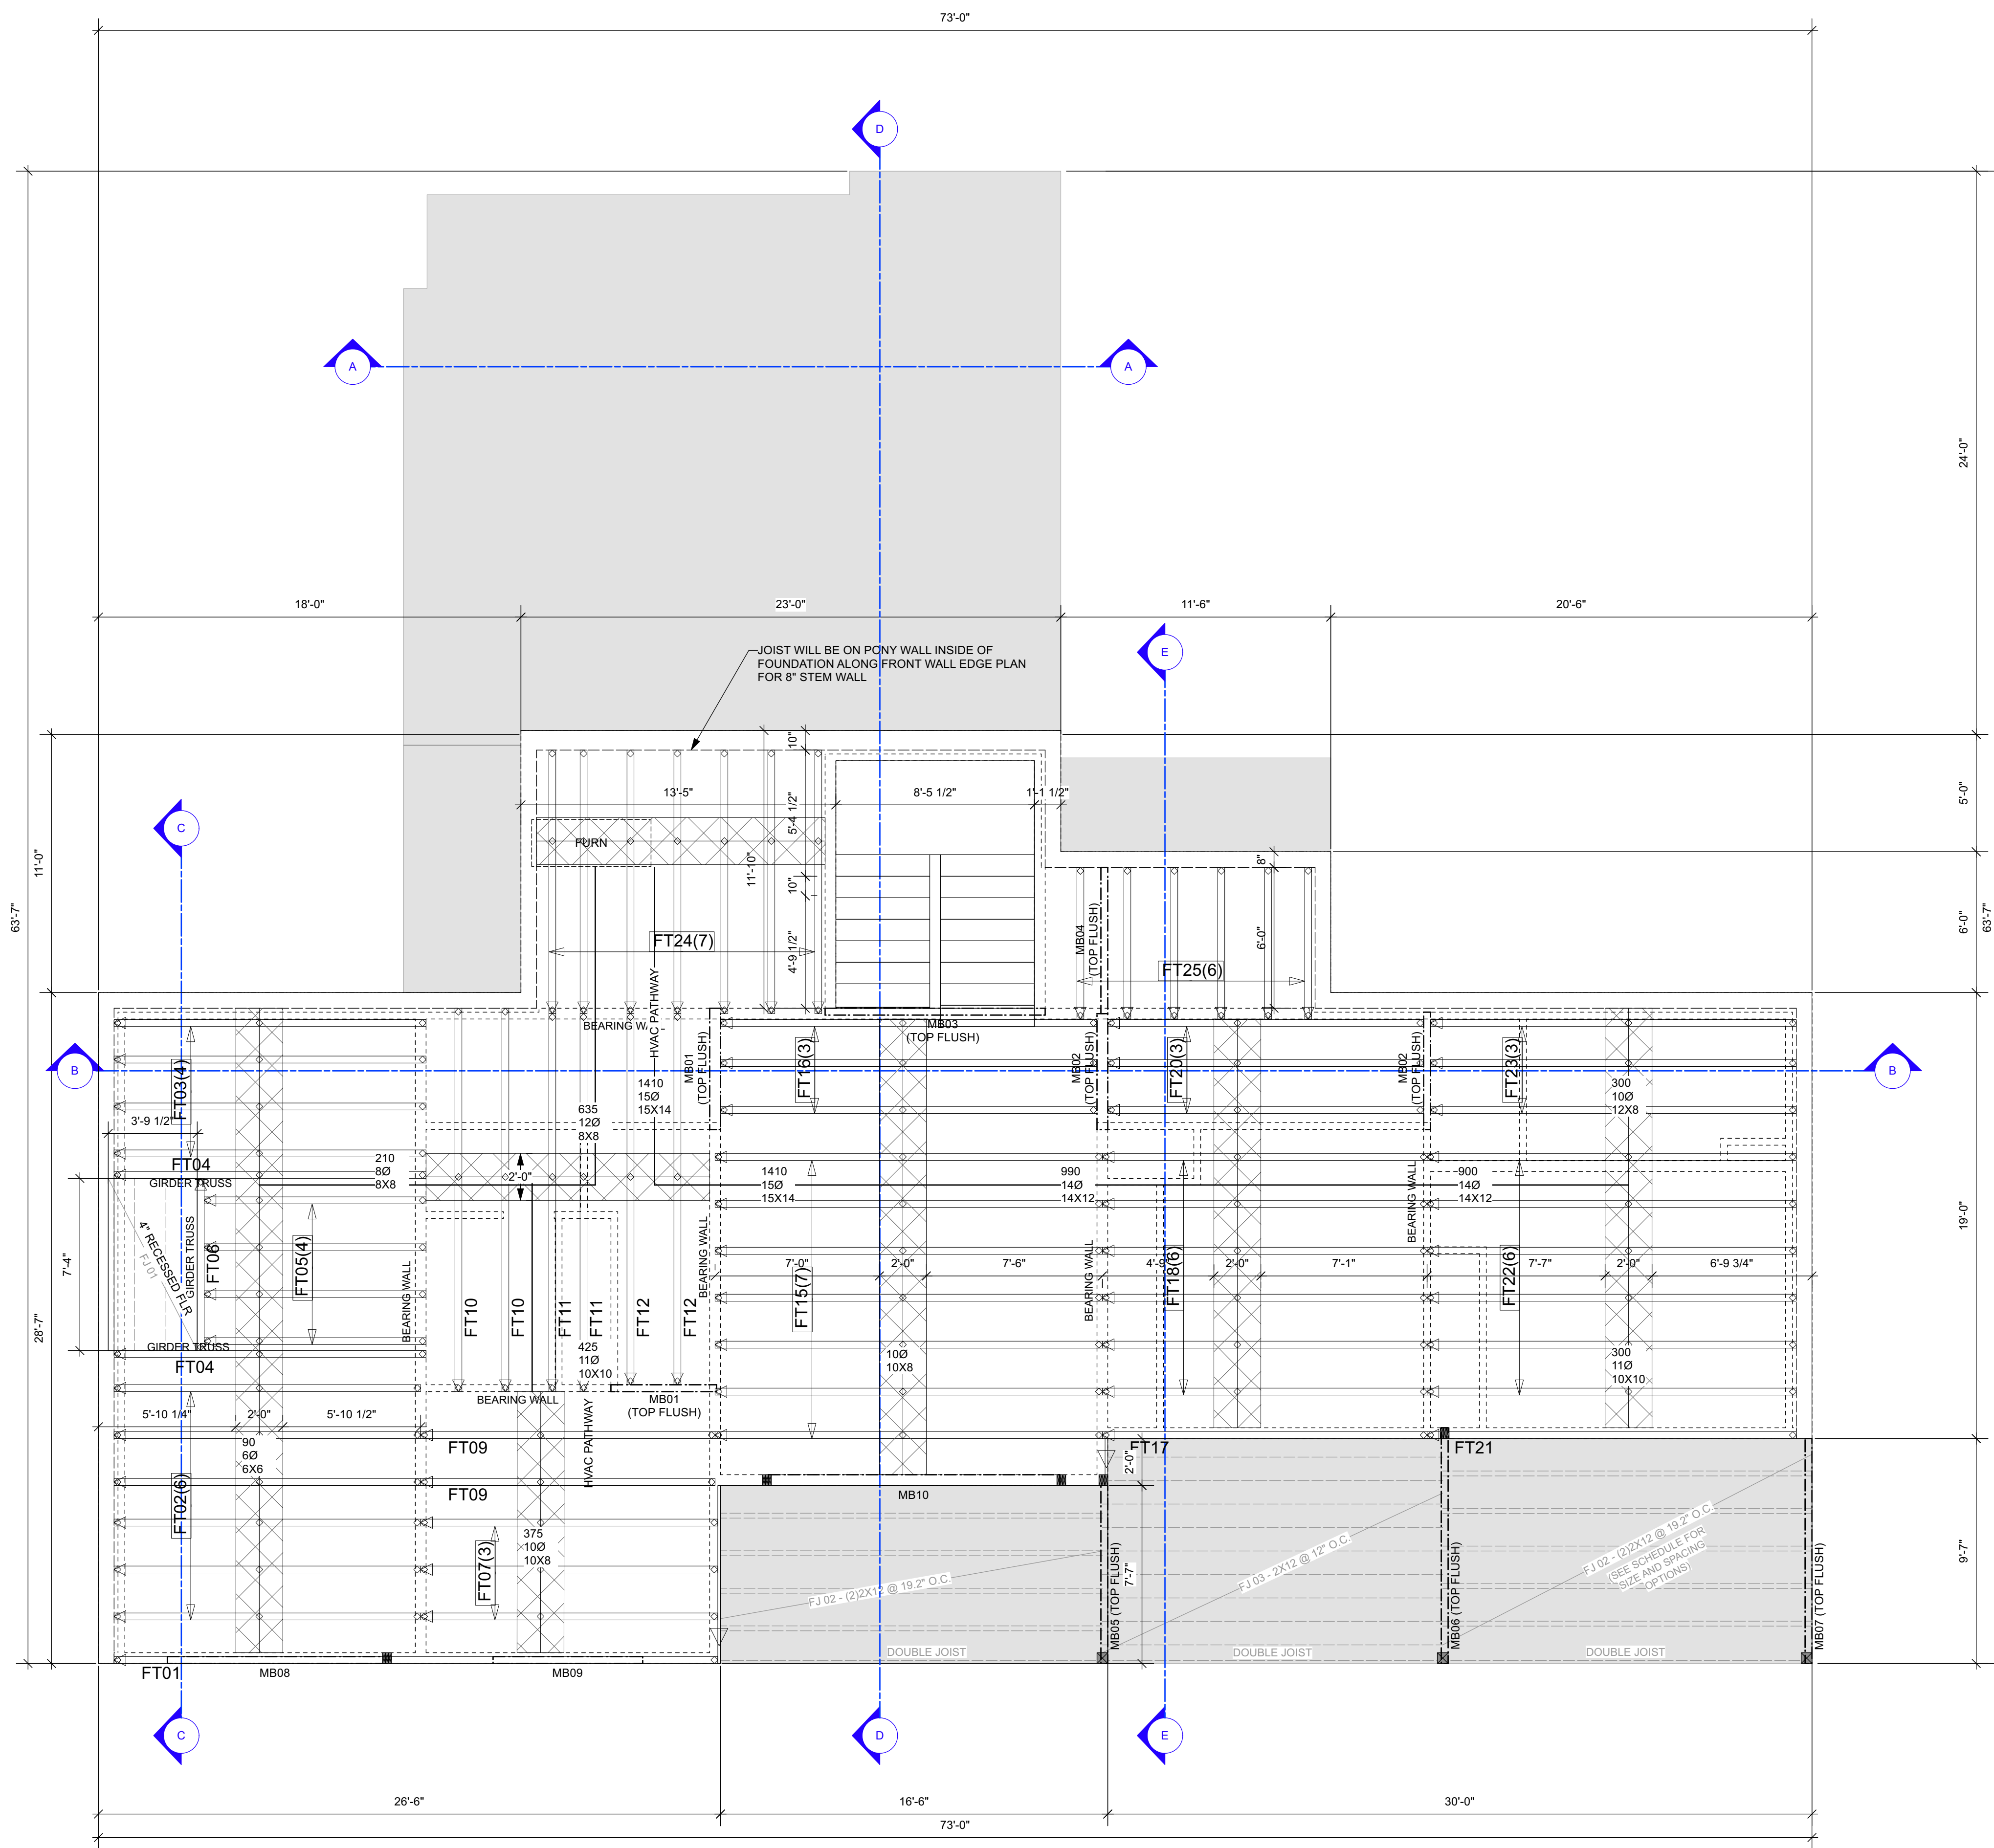 73'-0"
D
A
A
24'-0"
18'-0"
23'-0"
11'-6"
20'-6"
E
JOIST WILL BE ON PONY WALL INSIDE OF
FOUNDATION ALONG FRONT WALL EDGE PLAN
FOR 8" STEM WALL
10"
13'-5"
8'-5 1/2"
1'-1 1/2"
5'-4 1/2"
5'-0"
C
FURN
11'-10"
10"
8"
11'-0"
63'-7"
6'-0"
63'-7"
MB04
(TOP FLUSH)
6'-0"
FT24(7)
4'-9 1/2"
FT25(6)
HVAC PATHWAY
BEARING WALL
MB03
(TOP FLUSH)
MB01
(TOP FLUSH)
FT16(3)
MB02
(TOP FLUSH)
FT20(3)
MB02
(TOP FLUSH)
FT23(3)
B
B
FT03(4)
1410
15Ø
15X14
300
10Ø
12X8
635
12Ø
8X8
3'-9 1/2"
FT04
GIRDER TRUSS
210
8Ø
8X8
2'-0"
1410
15Ø
15X14
990
14Ø
14X12
900
14Ø
14X12
BEARING WALL
19'-0"
4" RECESSED FLR
FJ 01
GIRDER TRUSS
FT06
FT05(4)
7'-4"
BEARING WALL
BEARING WALL
BEARING WALL
7'-0"
2'-0"
7'-6"
4'-9"
2'-0"
7'-1"
7'-7"
2'-0"
6'-9 3/4"
FT15(7)
FT18(6)
FT22(6)
28'-7"
FT10
FT10
FT11
FT11
FT12
FT12
GIRDER TRUSS
FT04
425
11Ø
10X10
10Ø
10X8
300
11Ø
10X10
BEARING WALL
MB01
(TOP FLUSH)
5'-10 1/4"
2'-0"
5'-10 1/2"
HVAC PATHWAY
90
6Ø
6X6
FT09
FT17
FT21
2'-0"
FT02(6)
FT09
MB10
375
10Ø
10X8
FT07(3)
7'-7"
9'-7"
FJ 02 - (2)2X12 @ 19.2" O.C.
FJ 03 - 2X12 @ 12" O.C.
FJ 02 - (2)2X12 @ 19.2" O.C.
(SEE SCHEDULE FOR
SIZE AND SPACING
OPTIONS)
MB05 (TOP FLUSH)
MB06 (TOP FLUSH)
MB07 (TOP FLUSH)
DOUBLE JOIST
DOUBLE JOIST
DOUBLE JOIST
FT01
MB08
MB09
C
D
E
26'-6"
16'-6"
30'-0"
73'-0"